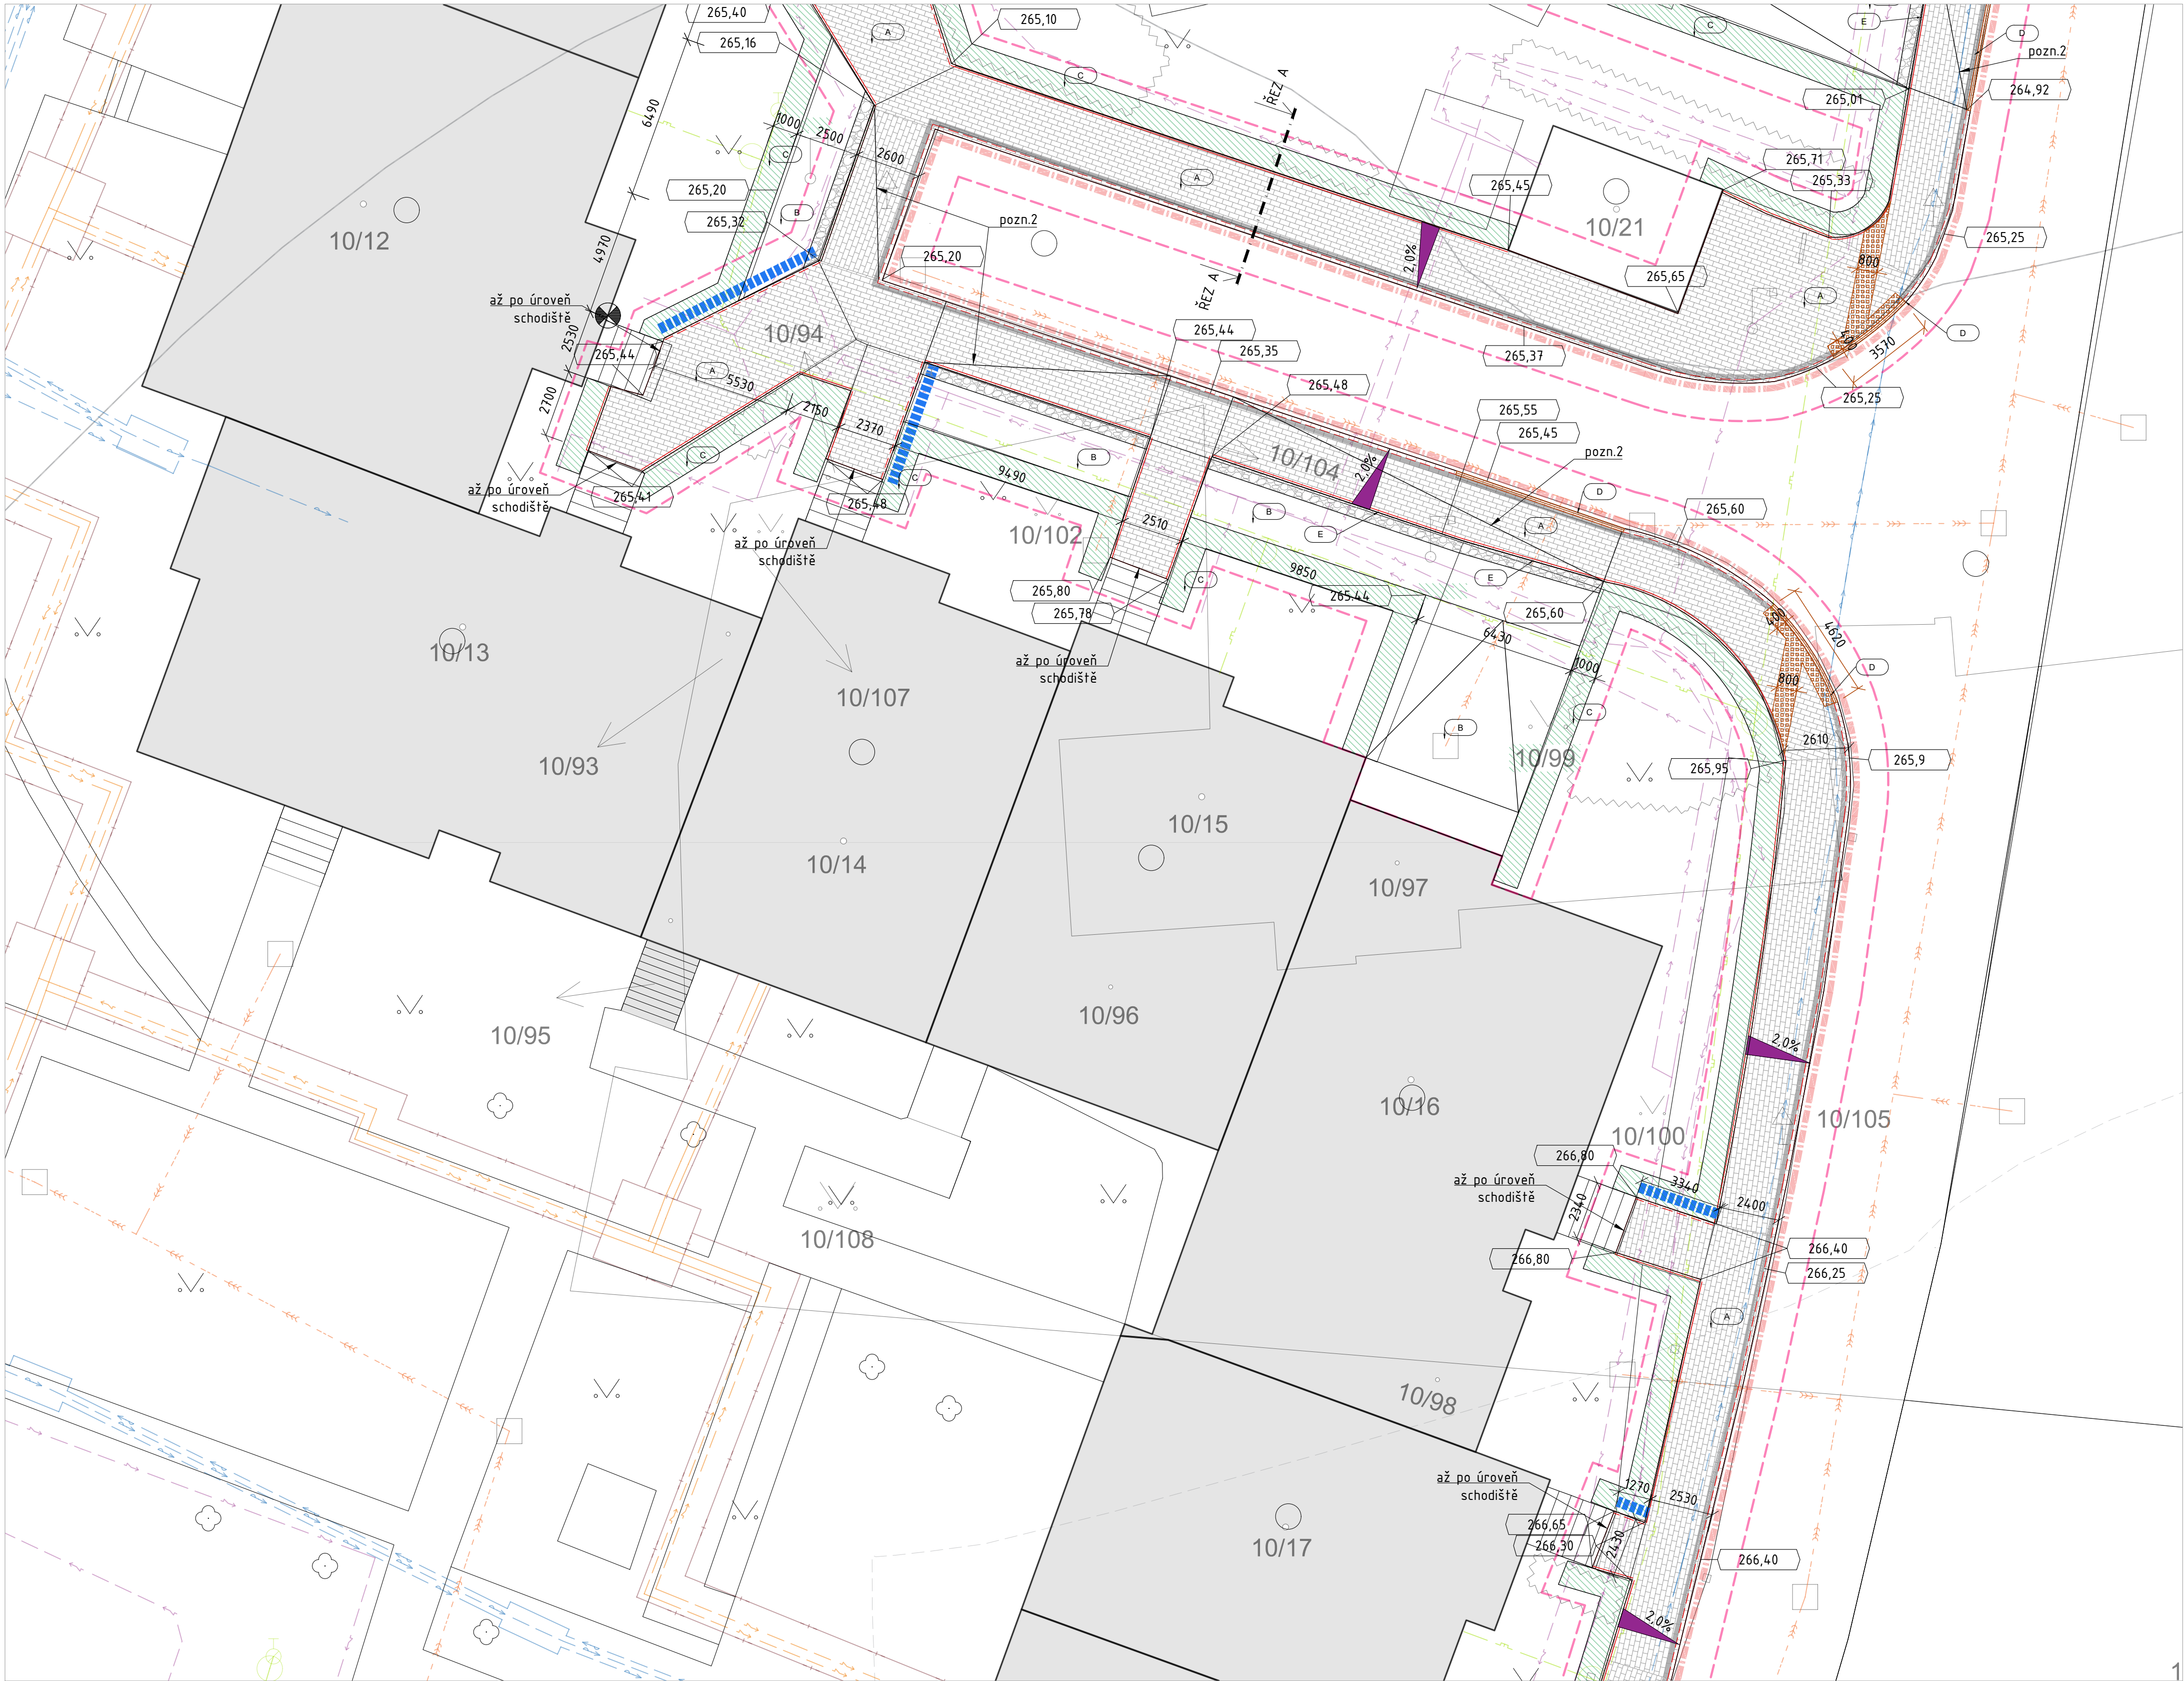 265,40
265,10
A
E
C
D
265,16
pozn.2
C
265,01
264,92
ŘEZ A
6490
1000
2500
2600
C
265,71
265,33
265,20
A
265,45
10/21
B
265,32
pozn.2
10/12
265,25
4970
265,20
2,0%
800
265,65
až po úroveň
schodiště
ŘEZ A
A
10/94
265,44
D
2530
265,44
265,35
265,37
3570
A
5530
265,48
265,25
2700
2150
265,55
2370
265,45
C
B
10/104
2,0%
pozn.2
9490
C
až po úroveň
schodiště
265,41
265,48
D
265,60
B
A
2510
E
10/102
až po úroveň
schodiště
9850
E
C
265,80
265,44
265,60
265,78
6430
4620
10/13
až po úroveň
schodiště
1000
D
800
10/107
C
B
2610
10/93
10/99
265,95
265,9
10/15
10/14
10/97
10/96
10/95
2,0%
10/16
10/105
10/100
266,80
až po úroveň
schodiště
3340
2340
2400
10/108
266,80
266,40
266,25
A
10/98
až po úroveň
schodiště
1270
2530
266,65
266,30
2430
10/17
266,40
2,0%
1